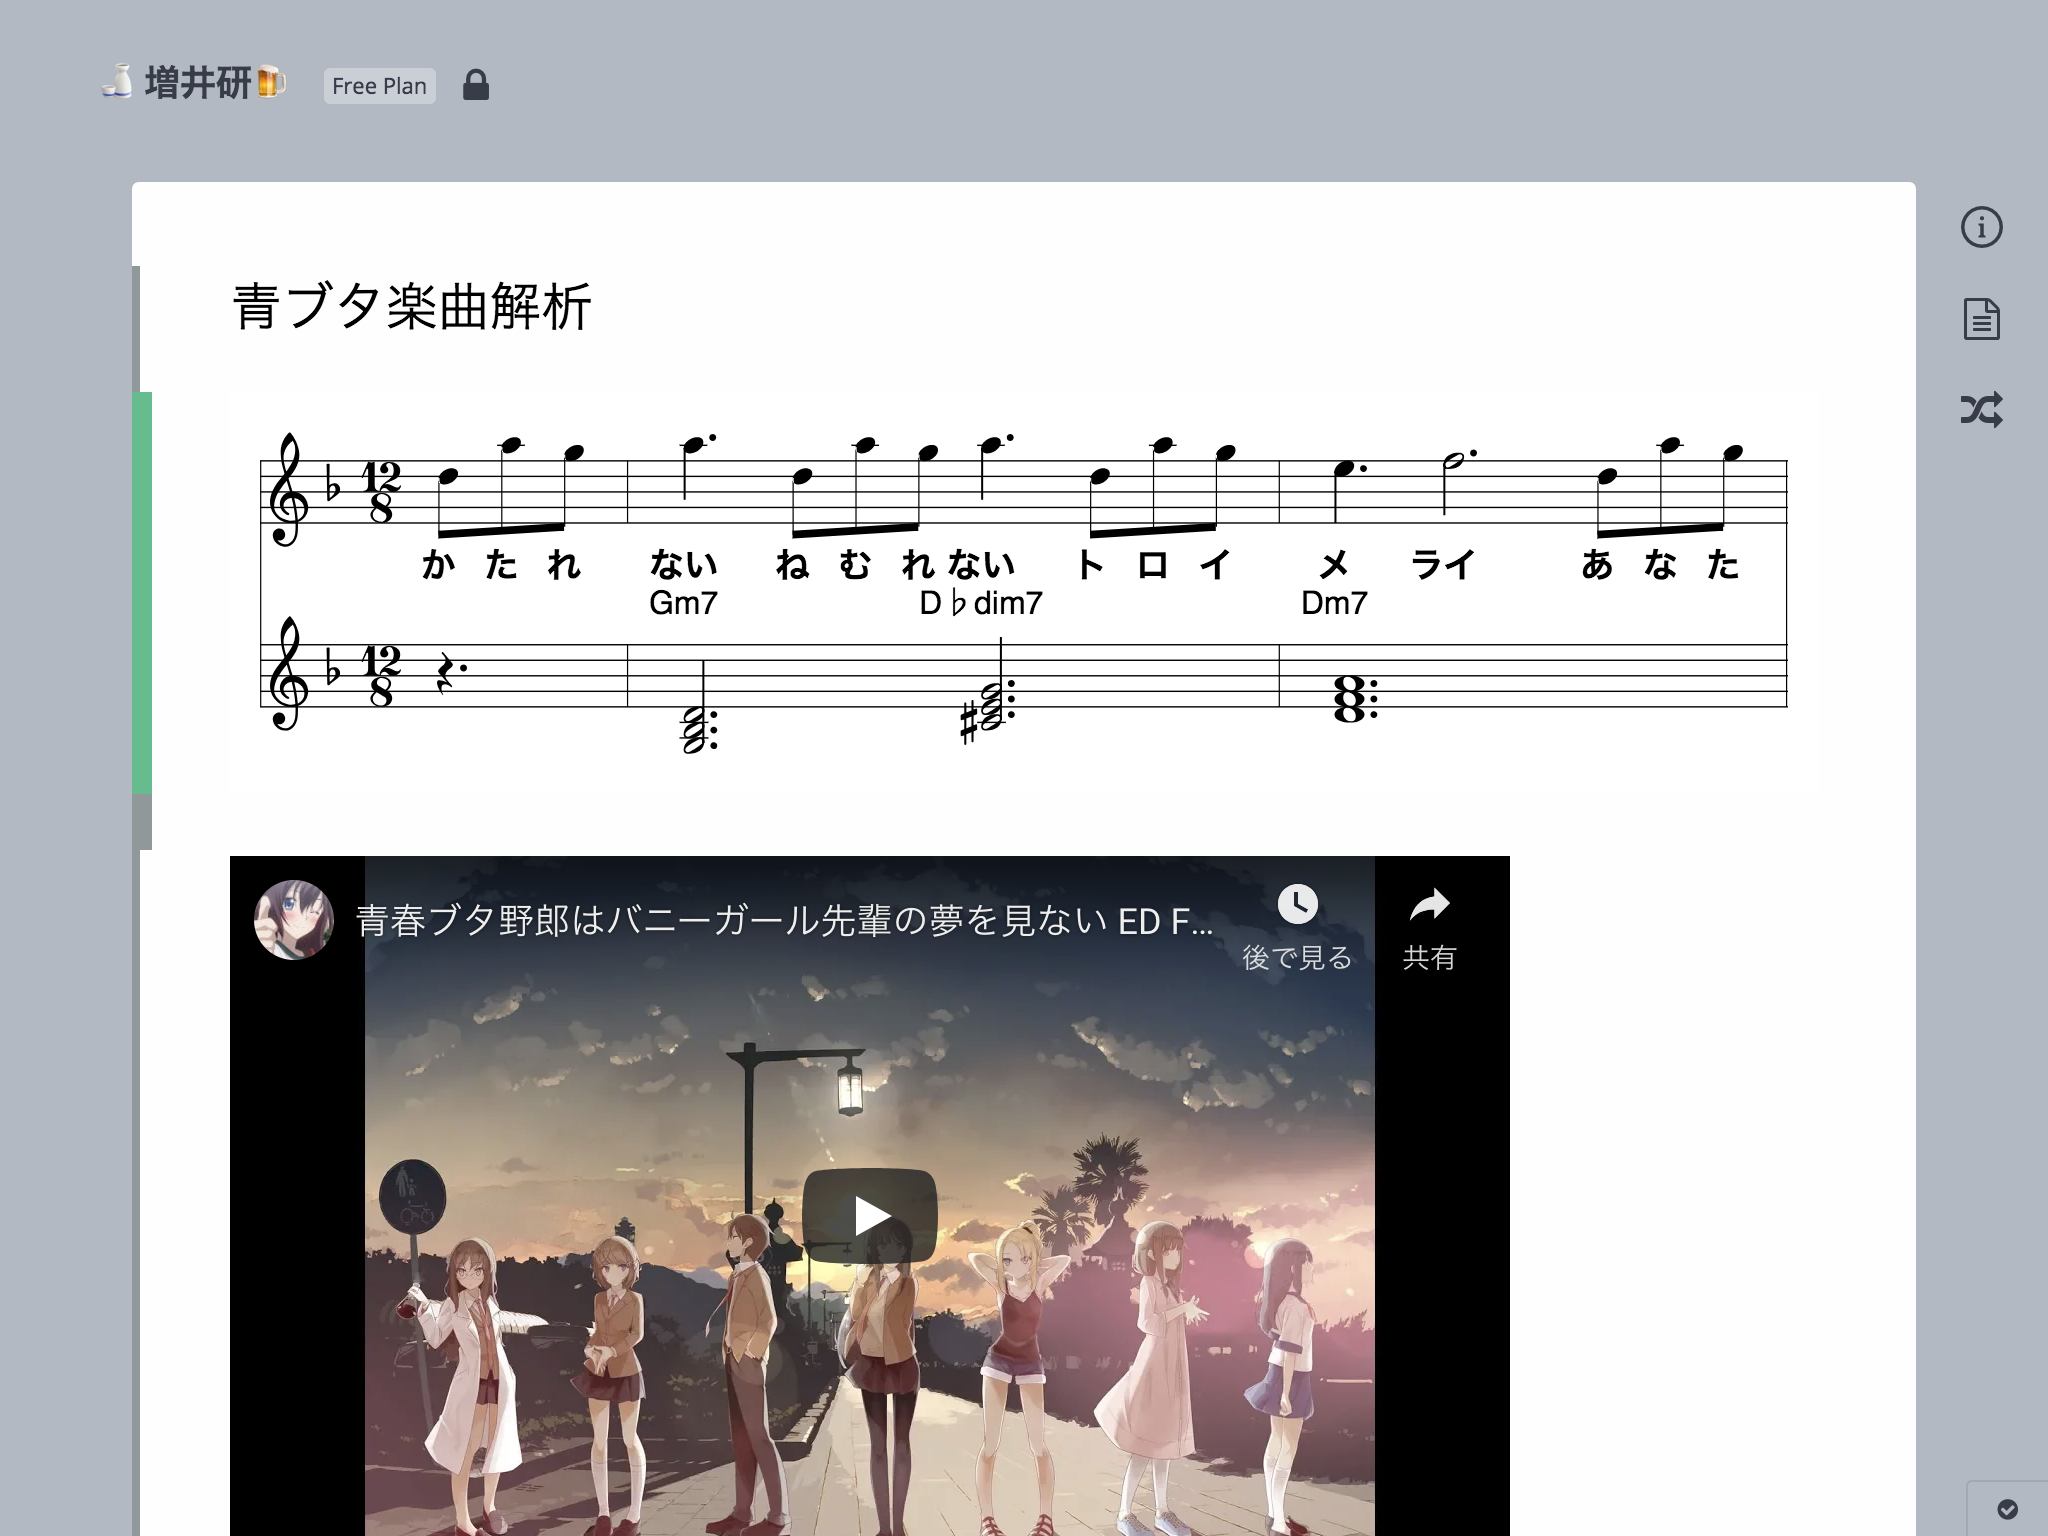 🍶 増井研🍺 Free Plan
青ブタ楽曲解析
12
8
か た れ ない ね む れ ない ト ロ イ メ ライ あ な た
Gm7 D♭dim7 Dm7
12
8
青春ブタ野郎はバニーガール先輩の夢を見ない ED F...
後で見る 共有